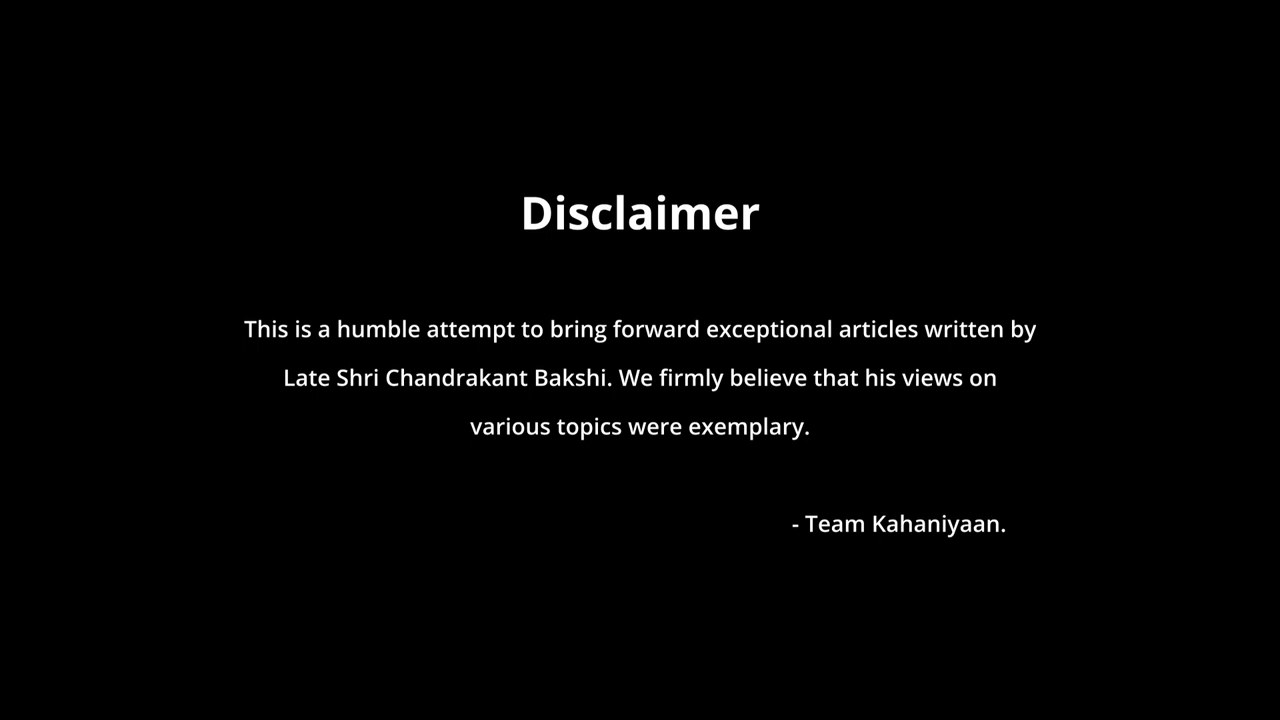 Disclaimer
This is a humble attempt to bring forward exceptional articles written by
Late Shri Chandrakant Bakshi. We firmly believe that his views on
various topics were exemplary.
- Team Kahaniyaan.